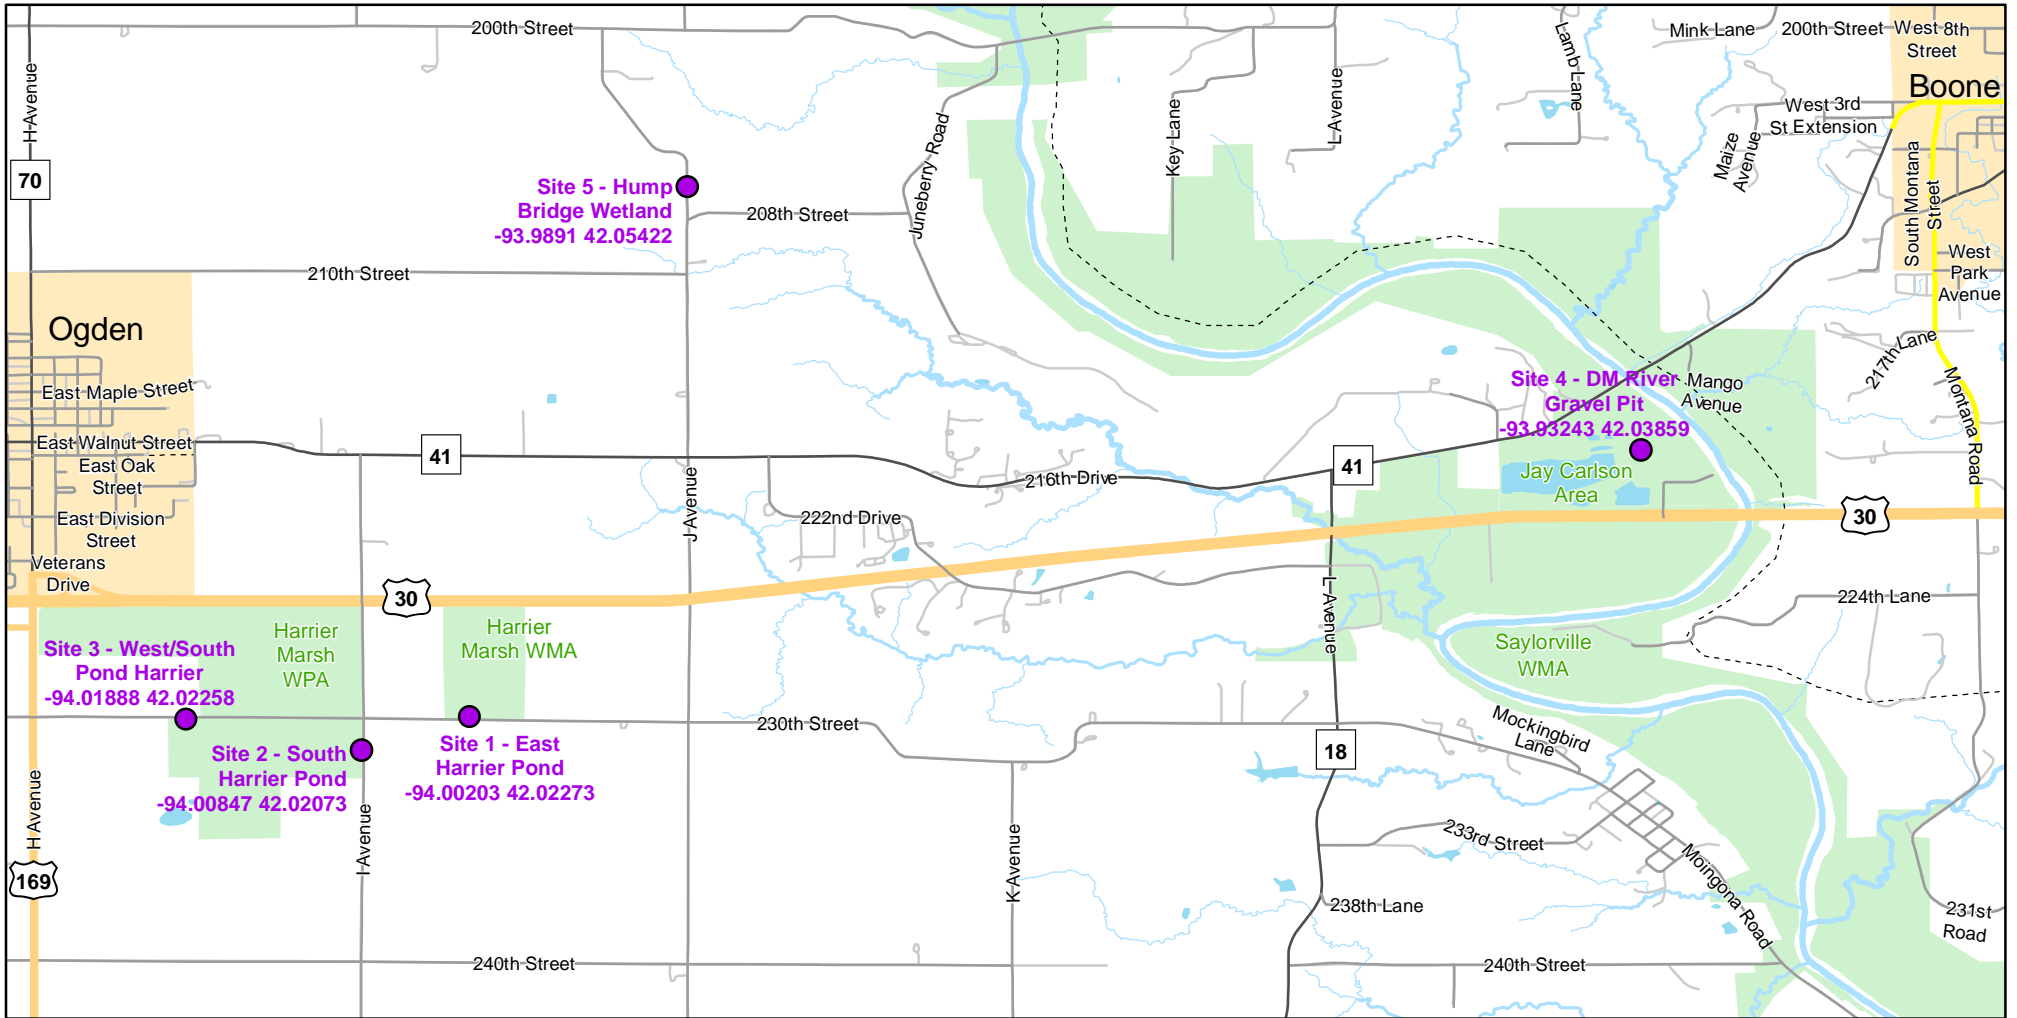 200th Street
Mink Lane
200th Street
West 8th
Street
H Avenue
Lamb Lane
Boone
West 3rd
St Extension
Key Lane
L Avenue
Maize
Avenue
Juneberry Road
70
Site 5 - Hump
Bridge Wetland
-93.9891 42.05422
208th Street
South Montana
Street
West
Park
Avenue
210th Street
Ogden
217th Lane
East Maple Street
Site 4 - DM River
Gravel Pit
-93.93243 42.03859
Mango
Avenue
Montana Road
East Walnut Street
41
East Oak
Street
216th Drive
41
Jay Carlson
Area
J Avenue
East Division
Street
222nd Drive
30
Veterans
Drive
30
L Avenue
224th Lane
Harrier
Marsh
WPA
Harrier
Marsh WMA
Saylorville
WMA
Site 3 - West/South
Pond Harrier
-94.01888 42.02258
230th Street
Mockingbird
Lane
Site 2 - South
Harrier Pond
-94.00847 42.02073
Site 1 - East
Harrier Pond
-94.00203 42.02273
18
H Avenue
I Avenue
K Avenue
233rd Street
Moingona Road
169
238th Lane
231st
Road
240th Street
240th Street